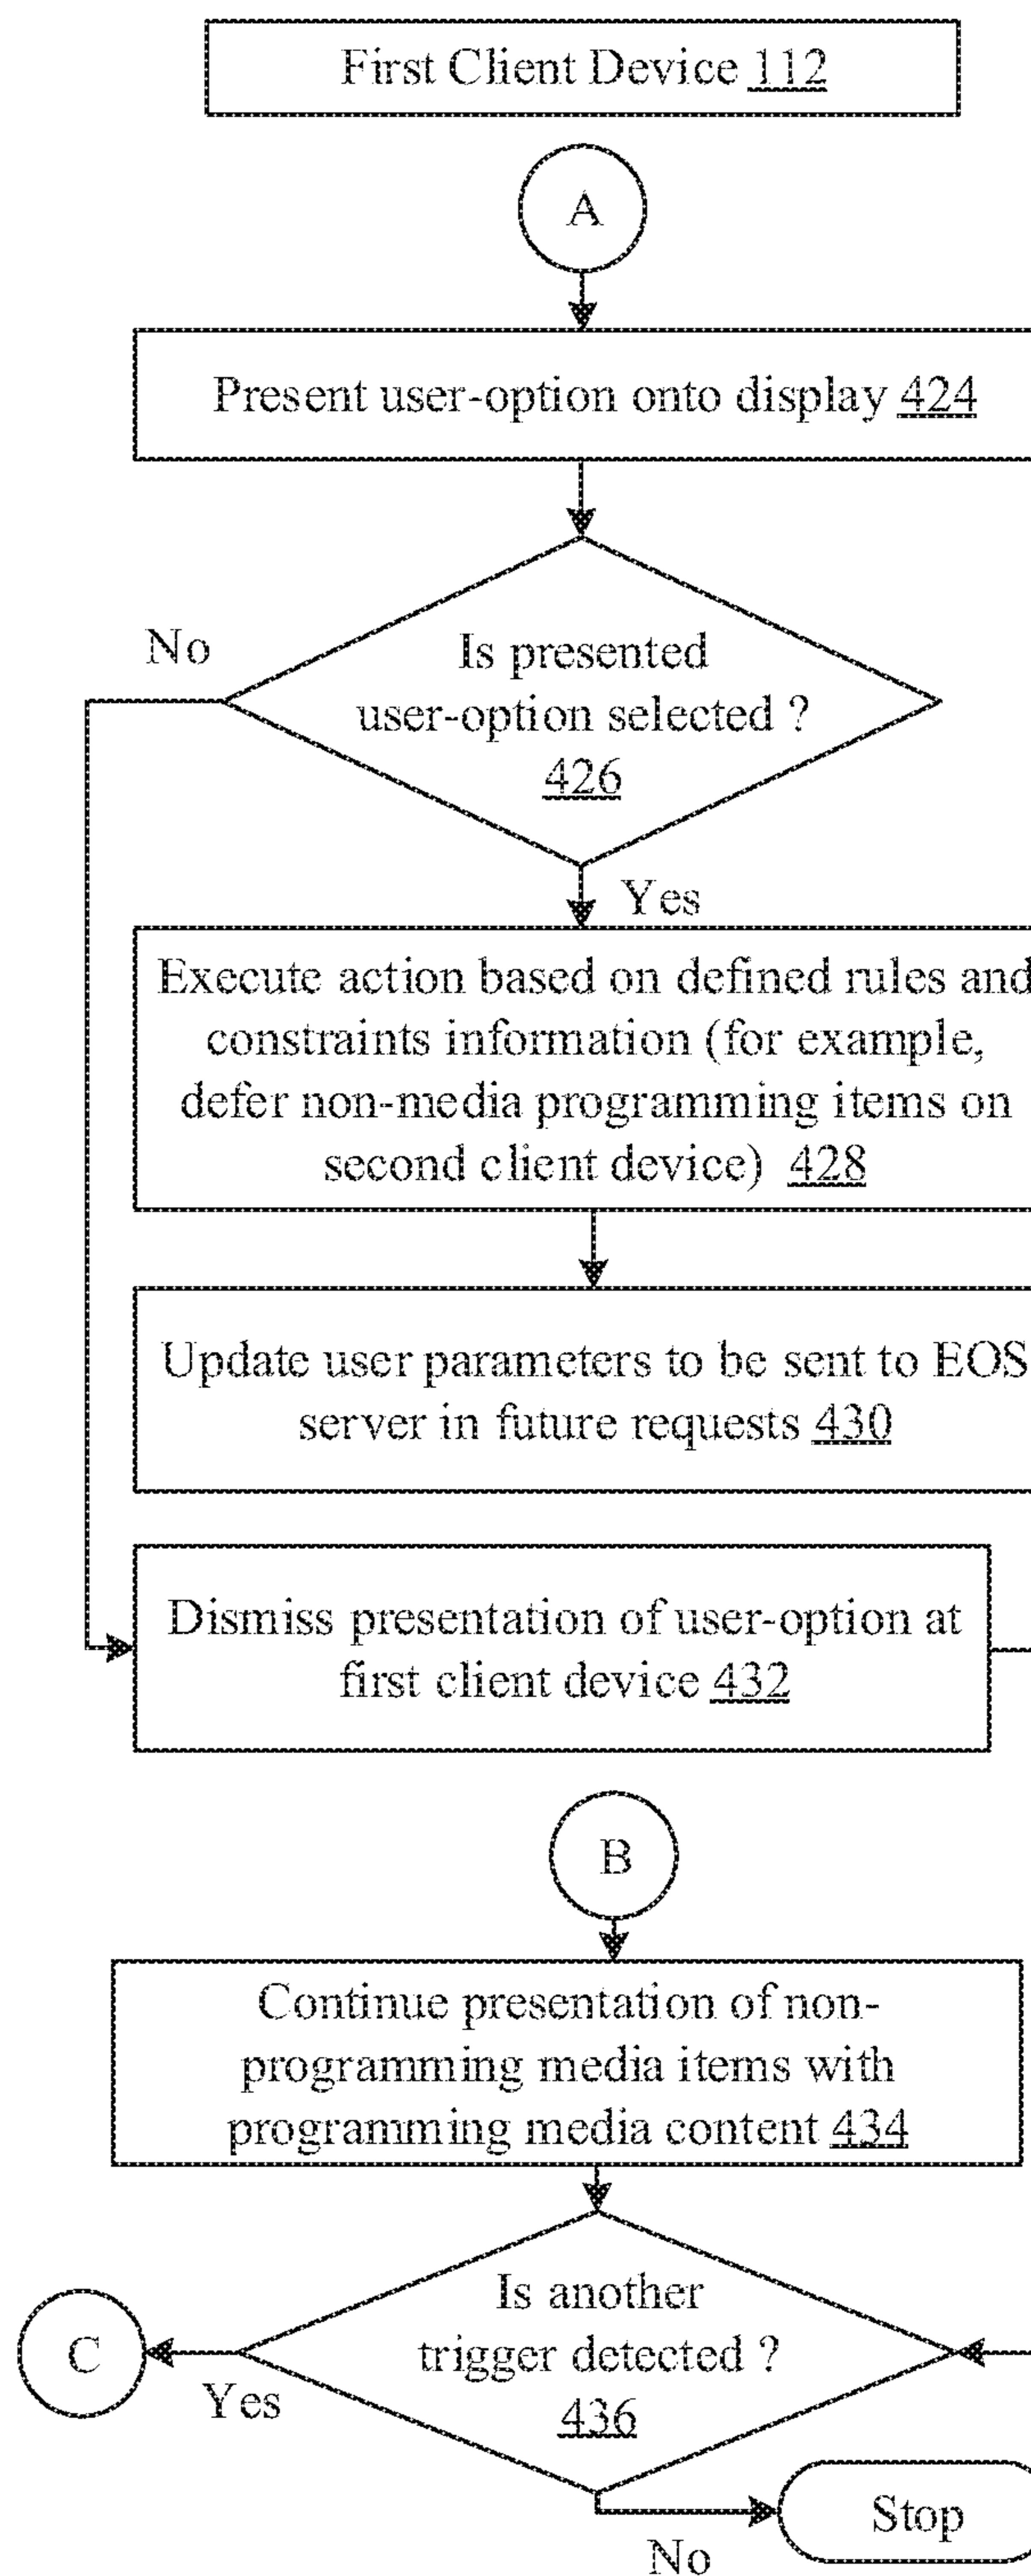 First Client Device 112
A
Present user-option onto display 424
No
Is presented
user-option selected ?
426
Yes
Execute action based on defined rules and
constraints information (for example,
defer non-media programming items on
second client device) 428
Update user parameters to be sent to EOS
server in future requests 430
Dismiss presentation of user-option at
first client device 432
B
Continue presentation of non-
programming media items with
programming media content 434
Is another
trigger detected ?
436
C
Yes
No
Stop